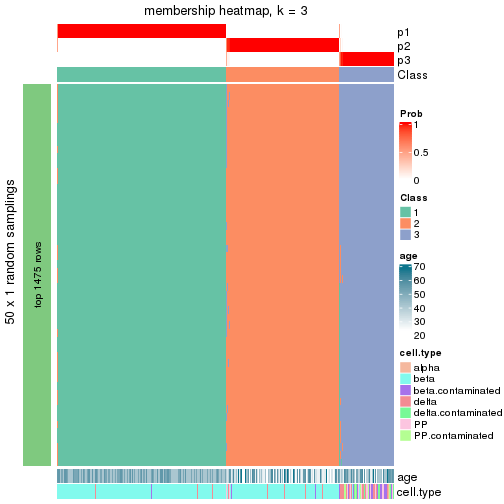 membership heatmap, k = 3
p1
p2
p3
Class
50 x 1 random samplings
top 1475 rows
Prob
1
0.5
0
Class
1
2
3
age
70
60
50
40
30
20
cell.type
alpha
beta
beta.contaminated
delta
delta.contaminated
PP
PP.contaminated
age
cell.type